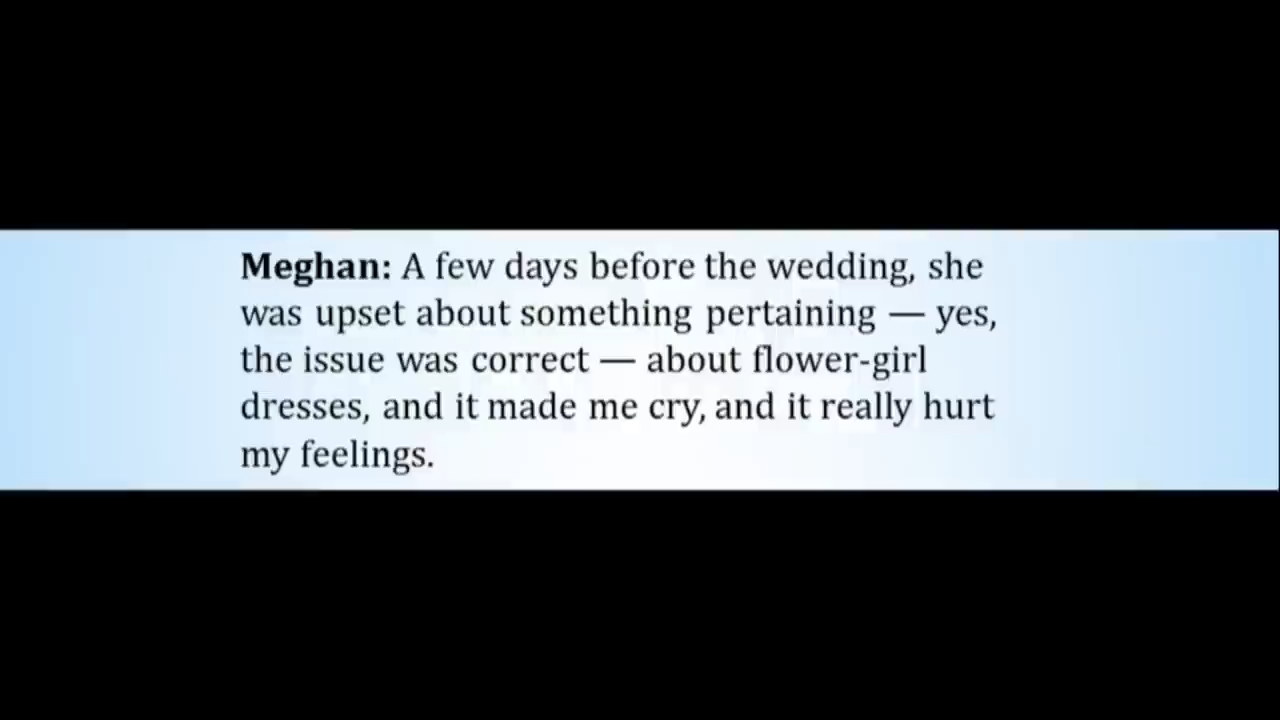 Meghan: A few days before the wedding, she
was upset about something pertaining — yes,
the issue was correct — about flower-girl
dresses, and it made me cry, and it really hurt
my feelings.